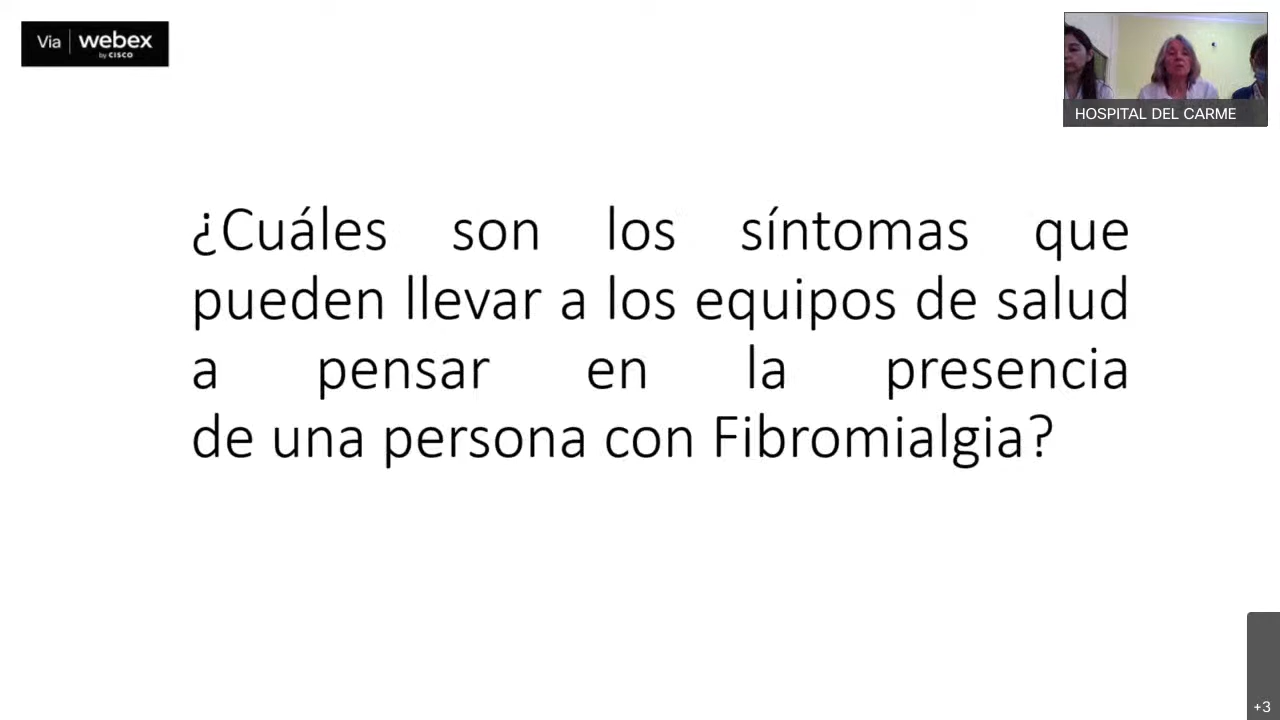 Via webex
by CISCO
HOSPITAL DEL CARME
¿Cuáles son los síntomas que
pueden llevar a los equipos de salud
a pensar en la presencia
de una persona con Fibromialgia?
+3